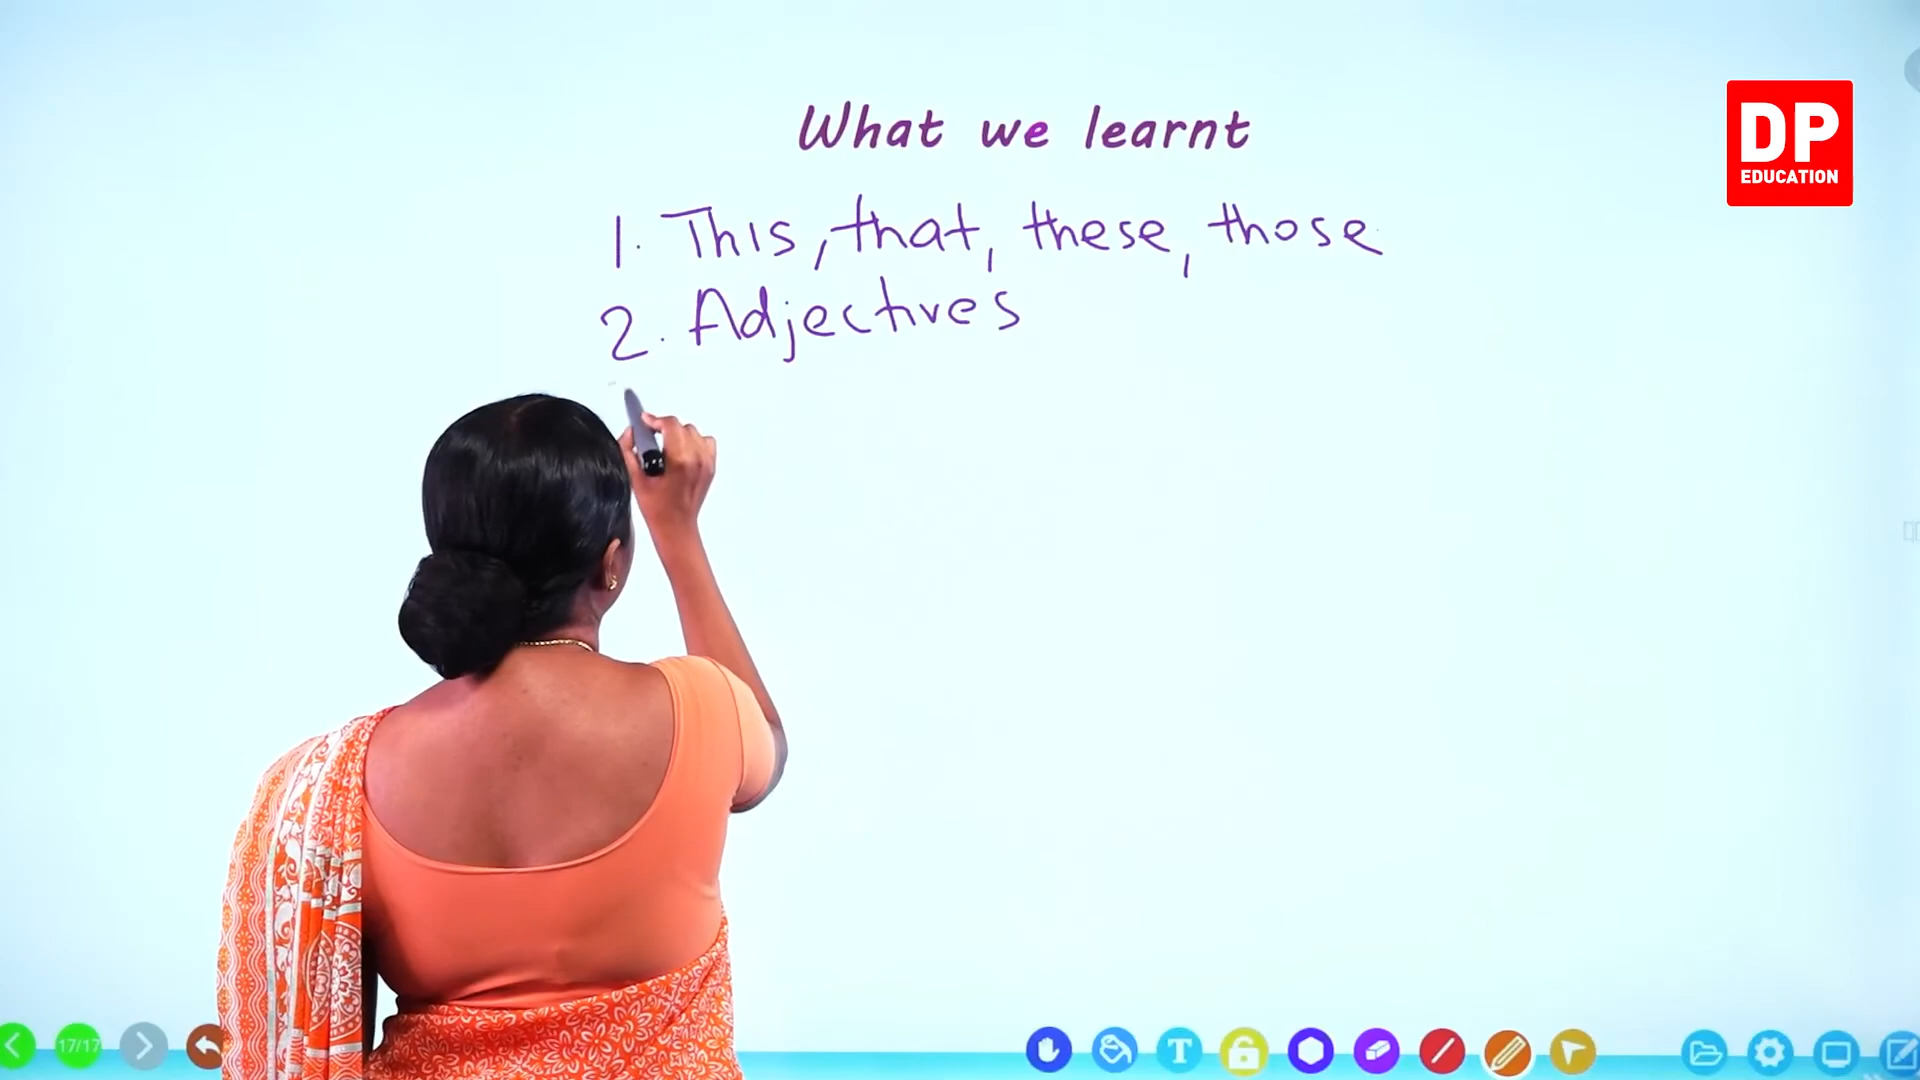 What we learnt
DP
EDUCATION
1. This, that, these, those
2. Adjectives
17/17
T